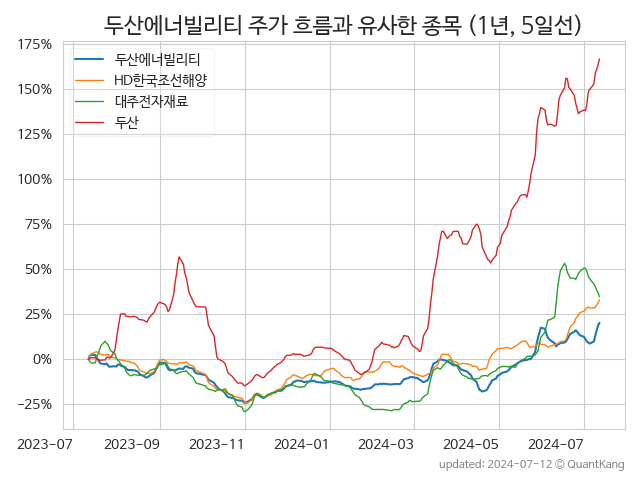 두산에너빌리티 주가 흐름과 유사한 종목 (1년, 5일선)
두산에너빌리티
HD한국조선해양
대주전자재료
두산
175%
150%
125%
100%
75%
50%
25%
0%
−25%
2023-07 2023-09 2023-11 2024-01 2024-03 2024-05 2024-07
updated: 2024-07-12 © QuantKang